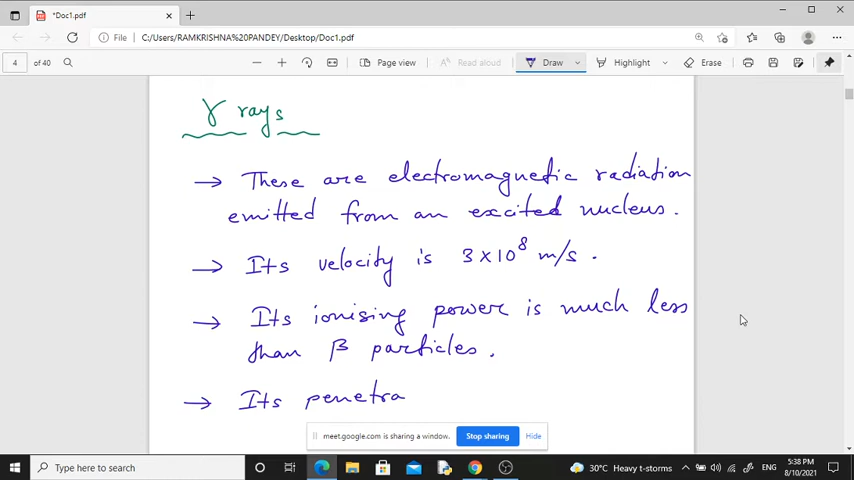 *Doc1.pdf
File
C:/Users/RAMKRISHNA%20PANDEY/Desktop/Doc1.pdf
4 of 40
Page view
Read aloud
Draw
Highlight
Erase
γ rays
→ These are electromagnetic radiation
emitted from an excited nucleus.
→ Its velocity is 3×10⁸ m/s.
→ Its ionising power is much less
than β particles.
→ Its penetra
meet.google.com is sharing a window.
Stop sharing
Hide
Type here to search
30°C Heavy t-storms
ENG
5:38 PM
8/10/2021